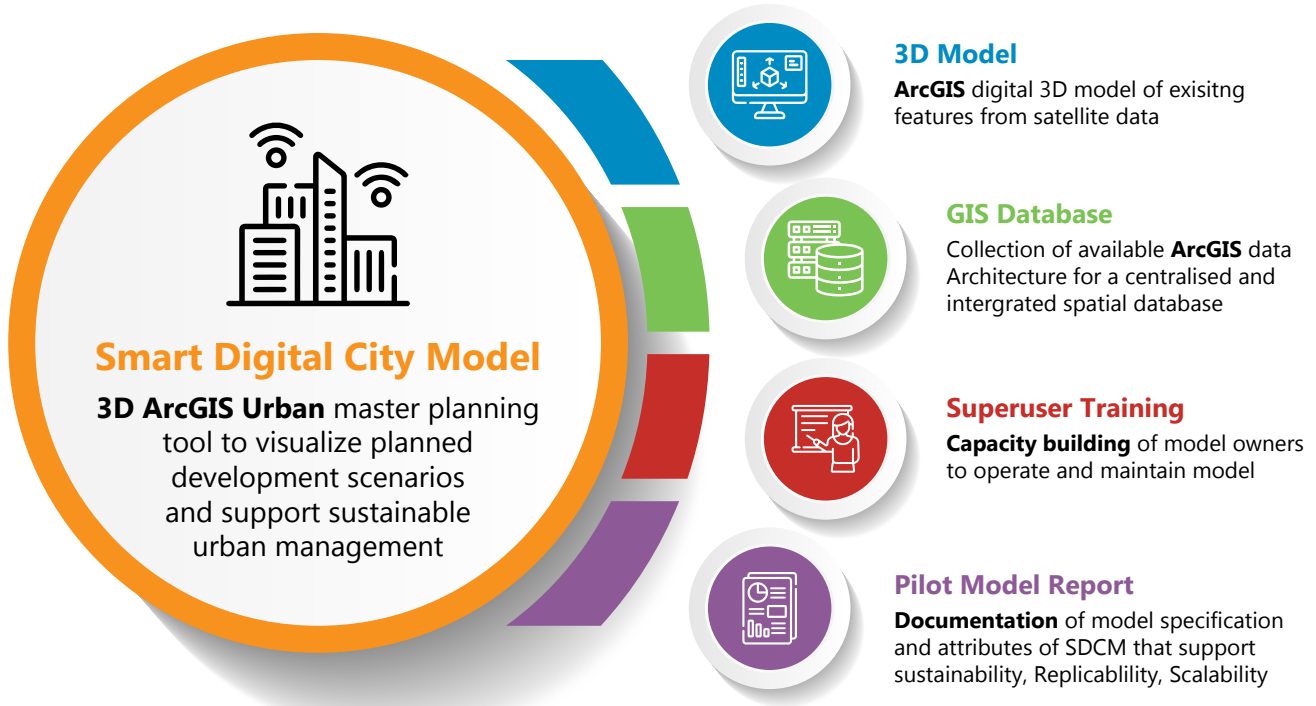 Smart Digital City Model
3D ArcGIS Urban master planning
tool to visualize planned
development scenarios
and support sustainable
urban management
3D Model
ArcGIS digital 3D model of exisitng
features from satellite data
GIS Database
Collection of available ArcGIS data
Architecture for a centralised and
intergrated spatial database
Superuser Training
Capacity building of model owners
to operate and maintain model
Pilot Model Report
Documentation of model specification
and attributes of SDCM that support
sustainability, Replicablility, Scalability